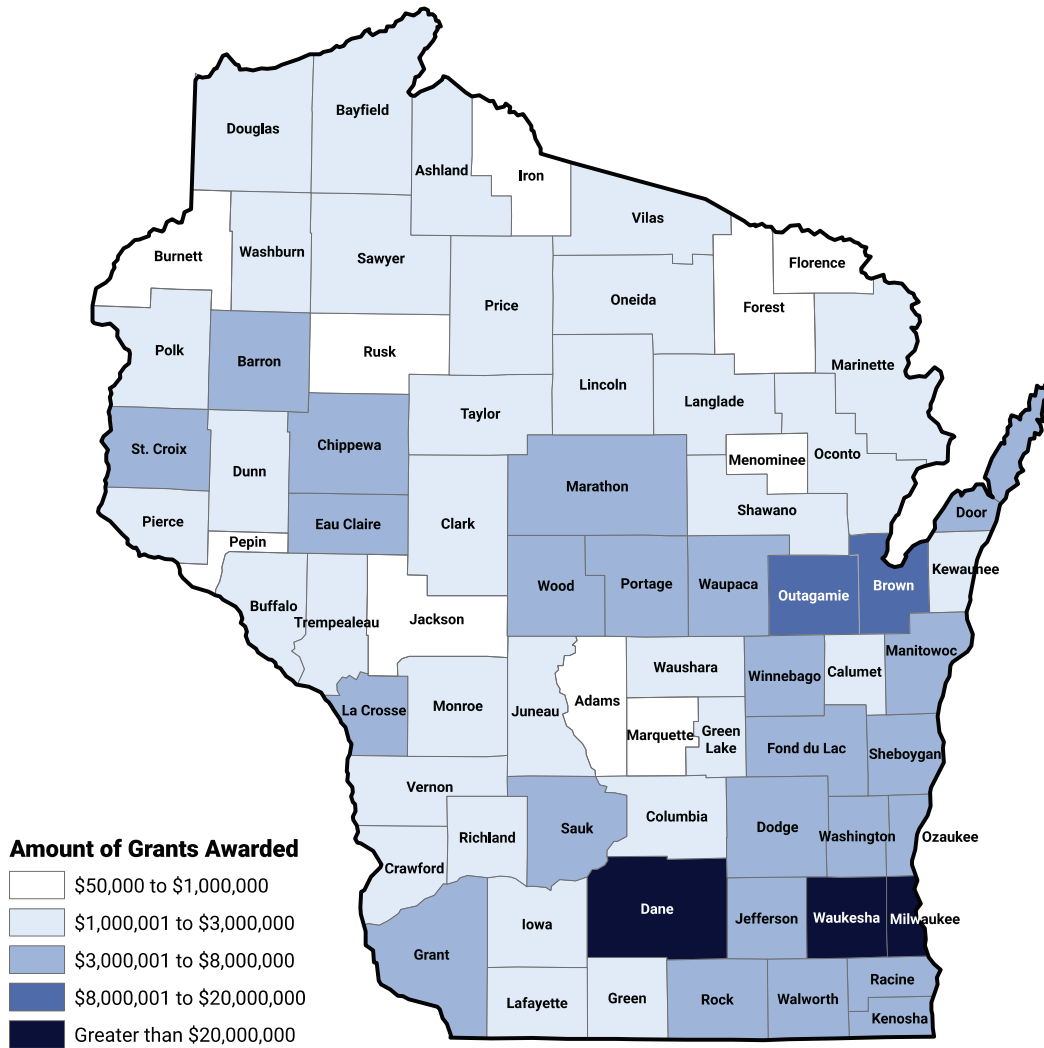 Bayfield
Douglas
Ashland
Iron
Vilas
Burnett
Washburn
Sawyer
Florence
Price
Oneida
Forest
Polk
Barron
Rusk
Marinette
Lincoln
Langlade
Taylor
St. Croix
Chippewa
Dunn
Menominee
Oconto
Marathon
Pierce
Eau Claire
Clark
Shawano
Door
Pepin
Kewaunee
Wood
Portage
Waupaca
Outagamie
Brown
Buffalo
Trempealeau
Jackson
Manitowoc
Waushara
Winnebago
Calumet
La Crosse
Monroe
Juneau
Adams
Marquette
Green
Lake
Fond du Lac
Sheboygan
Vernon
Columbia
Richland
Sauk
Dodge
Washington
Ozaukee
Crawford
Dane
Iowa
Jefferson
Waukesha
Milwaukee
Grant
Racine
Lafayette
Green
Rock
Walworth
Kenosha
Amount of Grants Awarded
$50,000 to $1,000,000
$1,000,001 to $3,000,000
$3,000,001 to $8,000,000
$8,000,001 to $20,000,000
Greater than $20,000,000